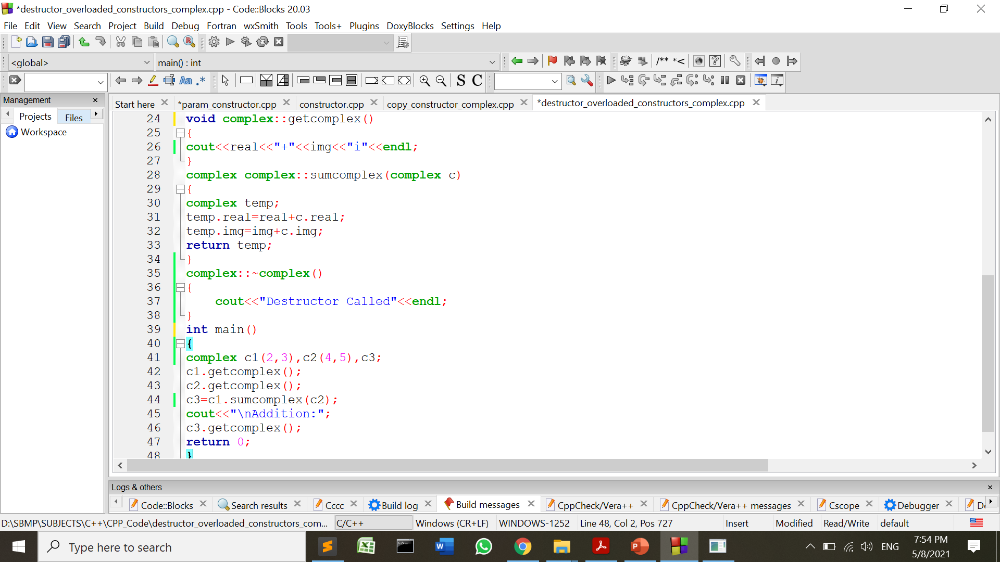 *destructor_overloaded_constructors_complex.cpp - Code::Blocks 20.03
File Edit View Search Project Build Debug Fortran wxSmith Tools Tools+ Plugins DoxyBlocks Settings Help
<global> main() : int /** *<
Aa .* S C
Management
Projects Files
Workspace
Start here *param_constructor.cpp constructor.cpp copy_constructor_complex.cpp *destructor_overloaded_constructors_complex.cpp
24 void complex::getcomplex()
25 {
26 cout<<real<<"+"<<img<<"i"<<endl;
27 }
28 complex complex::sumcomplex(complex c)
29 {
30 complex temp;
31 temp.real=real+c.real;
32 temp.img=img+c.img;
33 return temp;
34 }
35 complex::~complex()
36 {
37 cout<<"Destructor Called"<<endl;
38 }
39 int main()
40 {
41 complex c1(2,3),c2(4,5),c3;
42 c1.getcomplex();
43 c2.getcomplex();
44 c3=c1.sumcomplex(c2);
45 cout<<"\nAddition:";
46 c3.getcomplex();
47 return 0;
48 }
Logs & others
Code::Blocks Search results Cccc Build log Build messages CppCheck/Vera++ CppCheck/Vera++ messages Cscope Debugger
D:\SBMP\SUBJECTS\C++\CPP_Code\destructor_overloaded_constructors_com... C/C++ Windows (CR+LF) WINDOWS-1252 Line 48, Col 2, Pos 727 Insert Modified Read/Write default
Type here to search
ENG
7:54 PM
5/8/2021